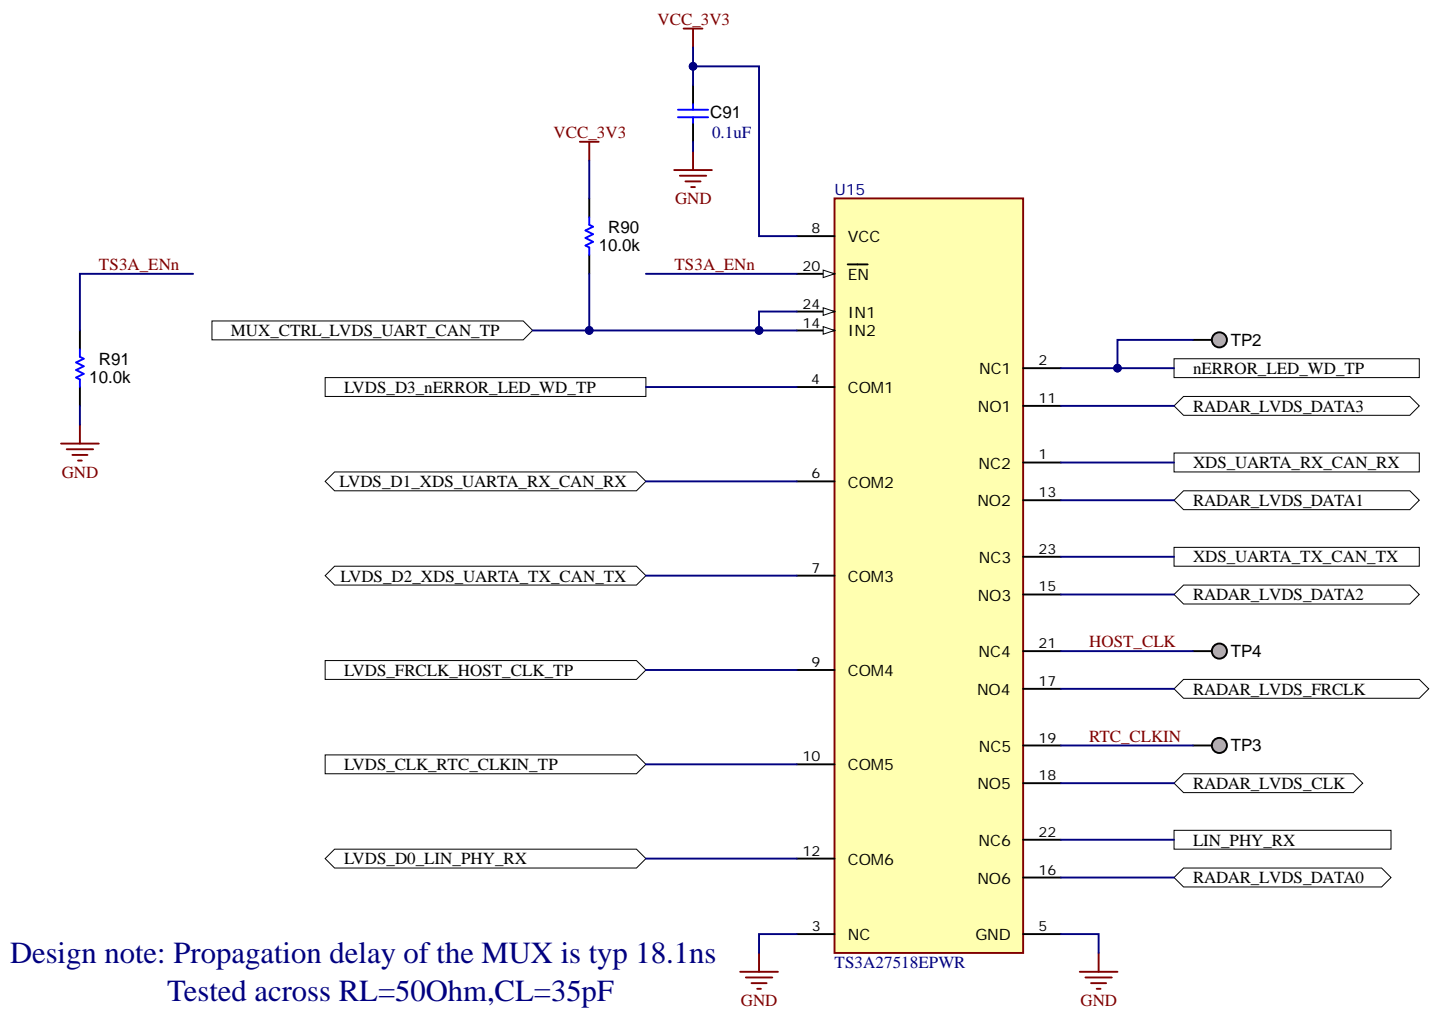 VCC_3V3
C91
0.1uF
GND
VCC_3V3
R90
10.0k
U15
8 VCC
TS3A_ENn
TS3A_ENn
20 EN
24 IN1
MUX_CTRL_LVDS_UART_CAN_TP
14 IN2
R91
10.0k
GND
TP2
NC1 2 nERROR_LED_WD_TP
LVDS_D3_nERROR_LED_WD_TP 4 COM1
NO1 11 RADAR_LVDS_DATA3
NC2 1 XDS_UARTA_RX_CAN_RX
LVDS_D1_XDS_UARTA_RX_CAN_RX 6 COM2
NO2 13 RADAR_LVDS_DATA1
NC3 23 XDS_UARTA_TX_CAN_TX
LVDS_D2_XDS_UARTA_TX_CAN_TX 7 COM3
NO3 15 RADAR_LVDS_DATA2
NC4 21 HOST_CLK TP4
LVDS_FRCLK_HOST_CLK_TP 9 COM4
NO4 17 RADAR_LVDS_FRCLK
NC5 19 RTC_CLKIN TP3
LVDS_CLK_RTC_CLKIN_TP 10 COM5
NO5 18 RADAR_LVDS_CLK
NC6 22 LIN_PHY_RX
LVDS_D0_LIN_PHY_RX 12 COM6
NO6 16 RADAR_LVDS_DATA0
3 NC GND 5
TS3A27518EPWR
GND
GND
Design note: Propagation delay of the MUX is typ 18.1ns
Tested across RL=50Ohm,CL=35pF